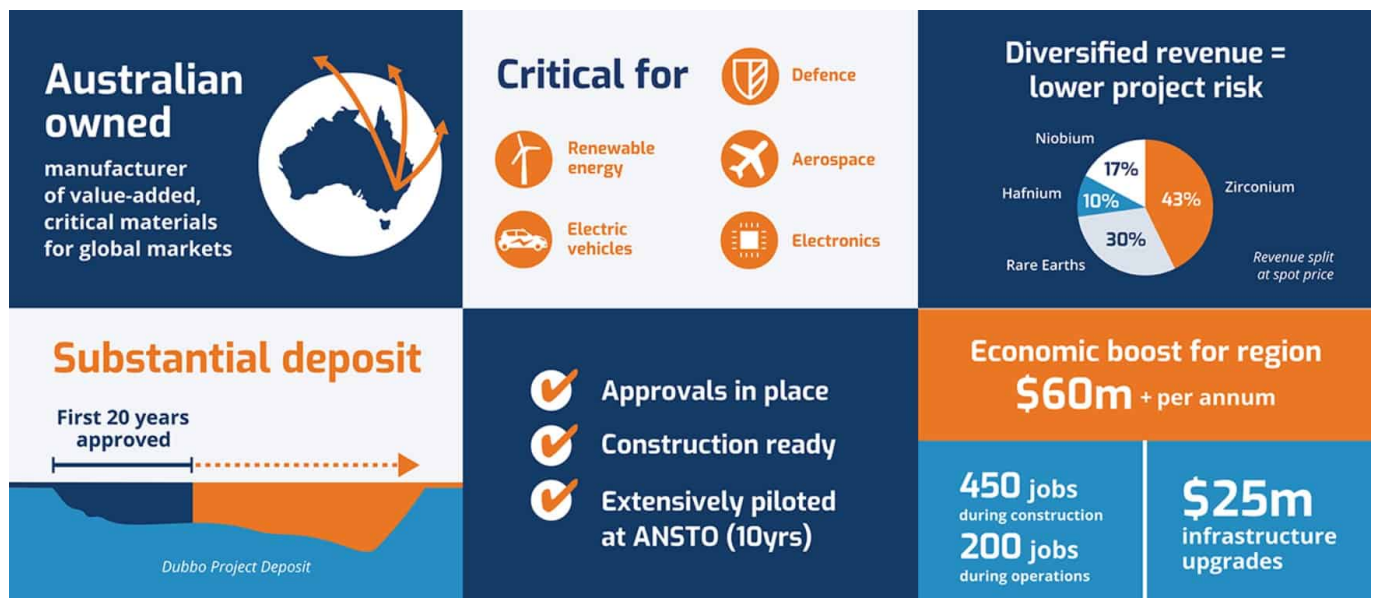 Australian
owned
manufacturer
of value-added,
critical materials
for global markets
Critical for
Defence
Renewable
energy
Aerospace
Electric
vehicles
Electronics
Diversified revenue =
lower project risk
Niobium
17%
Hafnium
10%
43%
Zirconium
30%
Rare Earths
Revenue split
at spot price
Substantial deposit
First 20 years
approved
Dubbo Project Deposit
Approvals in place
Construction ready
Extensively piloted
at ANSTO (10yrs)
Economic boost for region
$60m + per annum
450 jobs
during construction
200 jobs
during operations
$25m
infrastructure
upgrades